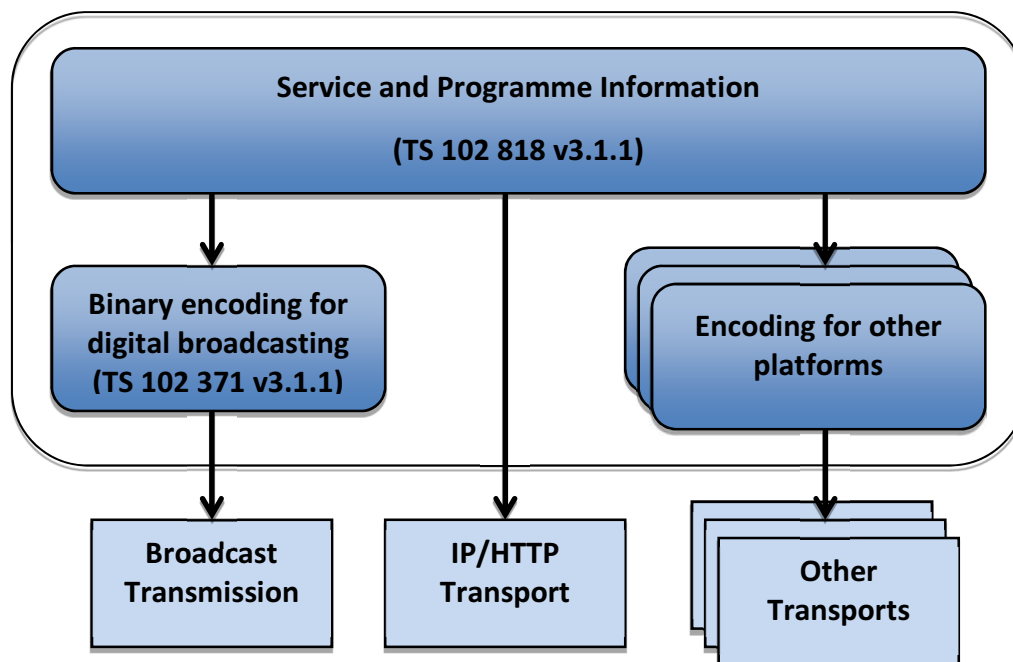 Service and Programme Information
(TS 102 818 v3.1.1)
Binary encoding for
digital broadcasting
(TS 102 371 v3.1.1)
Encoding for other
platforms
Broadcast
Transmission
IP/HTTP
Transport
Other
Transports